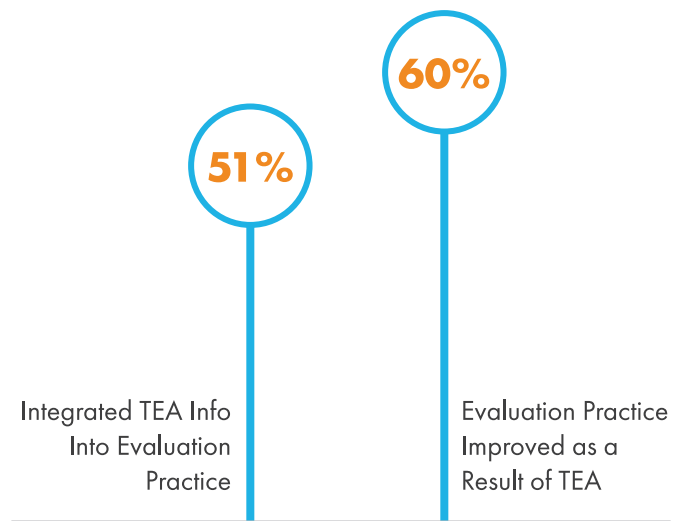 60%
51%
Integrated TEA Info
Into Evaluation
Practice
Evaluation Practice
Improved as a
Result of TEA